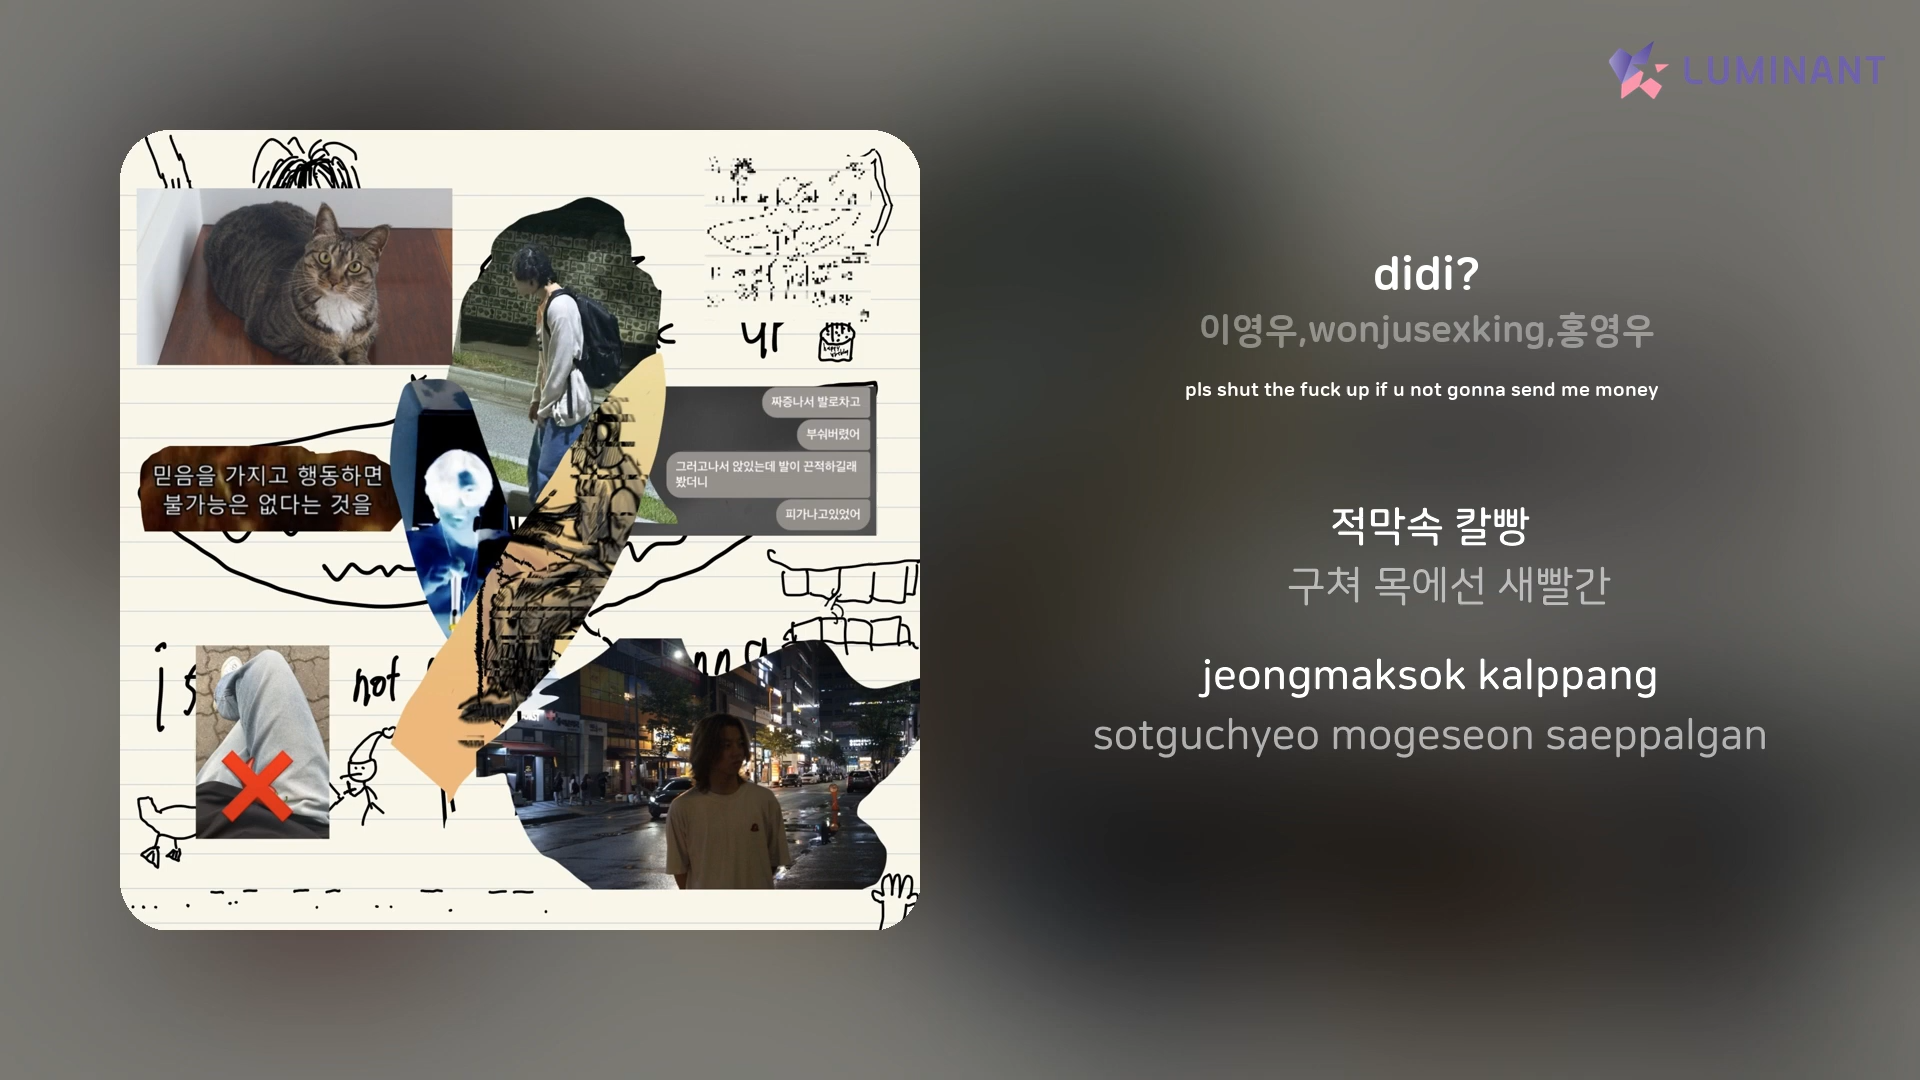 LUMINANT
didi?
이영우,wonjusexking,홍영우
pls shut the fuck up if u not gonna send me money
적막속 칼빵
구쳐 목에선 새빨간
jeongmaksok kalppang
sotguchyeo mogeseon saeppalgan
ur
짜증나서 발로차고
부숴버렸어
그러고나서 앉있는데 발이 끈적하길래
봤더니
피가나고있었어
믿음을 가지고 행동하면
불가능은 없다는 것을
is
not